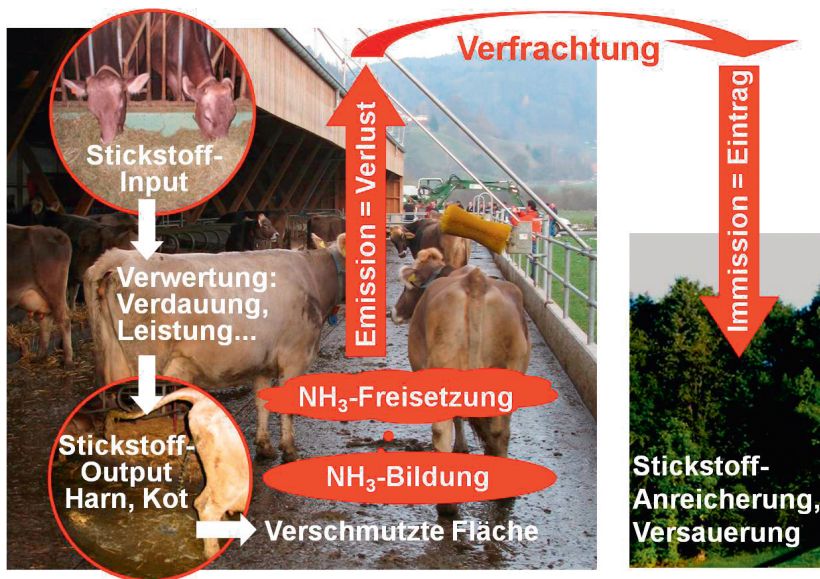 Verfrachtung
Stickstoff-
Input
Verwertung:
Verdauung,
Leistung...
Stickstoff-
Output
Harn, Kot
Verschmutzte Fläche
NH₃-Bildung
NH₃-Freisetzung
Emission = Verlust
Immission = Eintrag
Stickstoff-
Anreicherung,
Versauerung